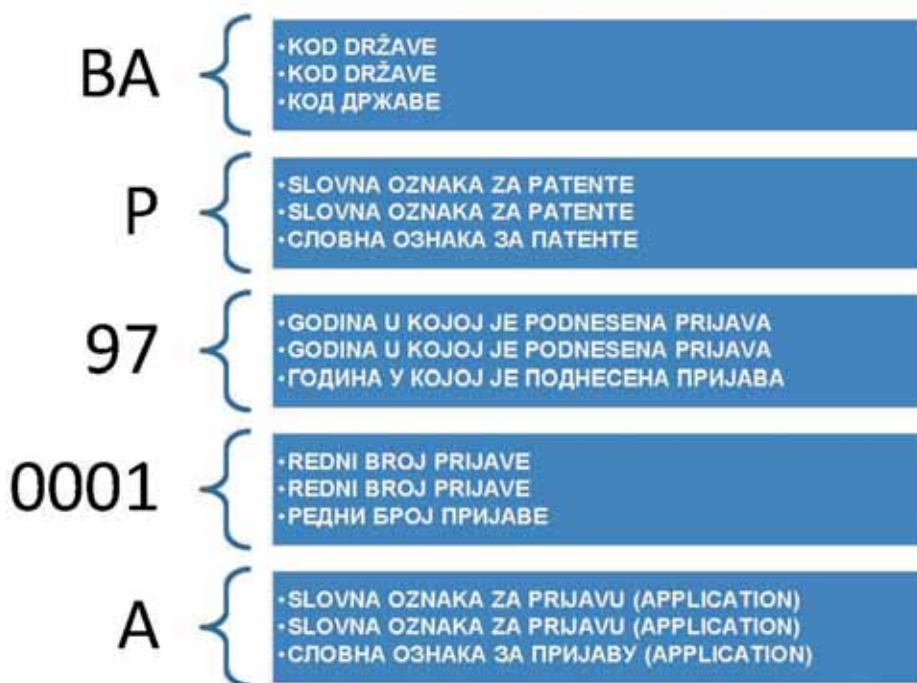 BA
•KOD DRŽAVE
•KOD DRŽAVE
•КОД ДРЖАВЕ
P
•SLOVNA OZNAKA ZA PATENTE
•SLOVNA OZNAKA ZA PATENTE
•СЛОВНА ОЗНАКА ЗА ПАТЕНТЕ
97
•GODINA U KOJOJ JE PODNESENA PRIJAVA
•GODINA U KOJOJ JE PODNESENA PRIJAVA
•ГОДИНА У КОЈОЈ ЈЕ ПОДНЕСЕНА ПРИЈАВА
0001
•REDNI BROJ PRIJAVE
•REDNI BROJ PRIJAVE
•РЕДНИ БРОЈ ПРИЈАВЕ
A
•SLOVNA OZNAKA ZA PRIJAVU (APPLICATION)
•SLOVNA OZNAKA ZA PRIJAVU (APPLICATION)
•СЛОВНА ОЗНАКА ЗА ПРИЈАВУ (APPLICATION)